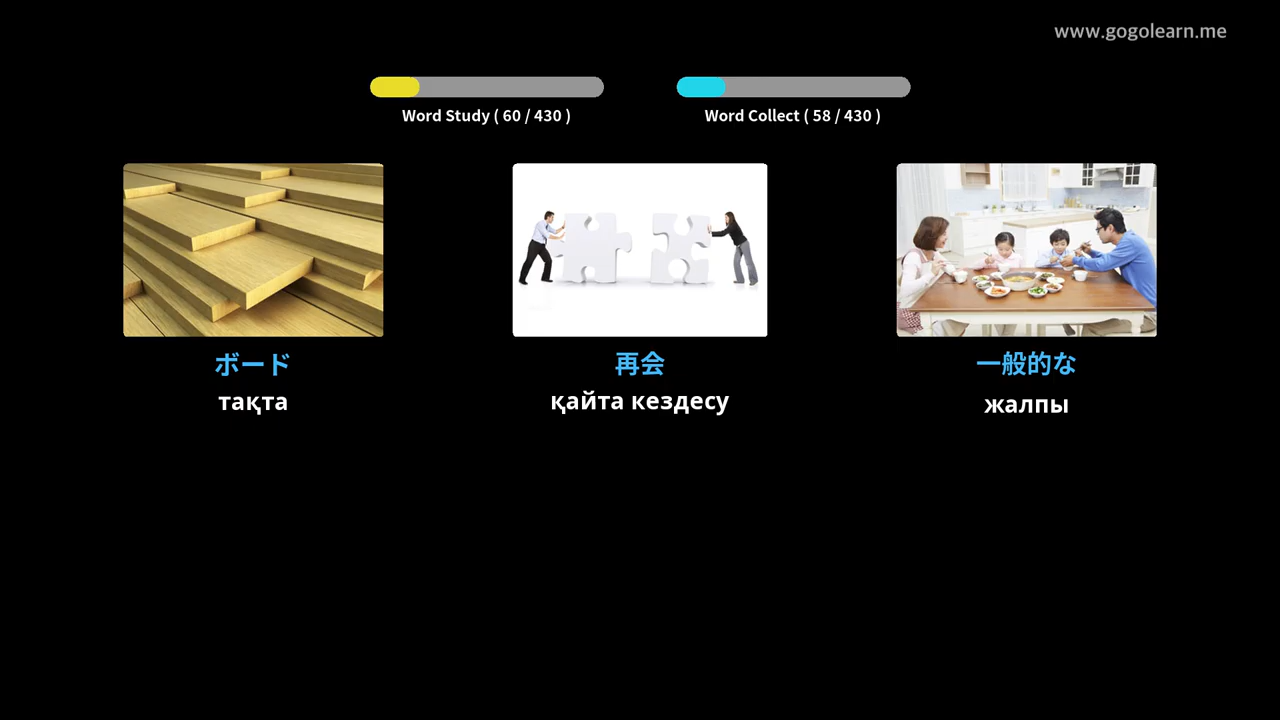 www.gogolearn.me
Word Study ( 60 / 430 )
Word Collect ( 58 / 430 )
ボード
тақта
再会
қайта кездесу
一般的な
жалпы